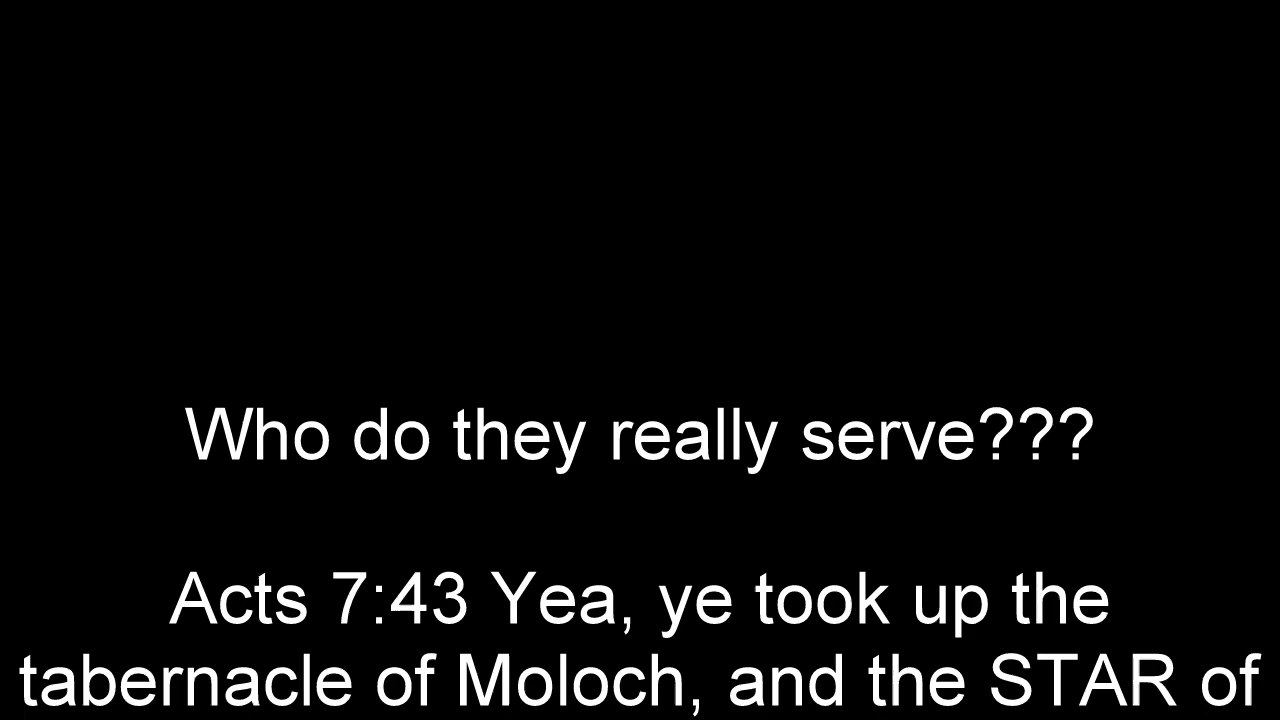 Who do they really serve???
Acts 7:43 Yea, ye took up the
tabernacle of Moloch, and the STAR of